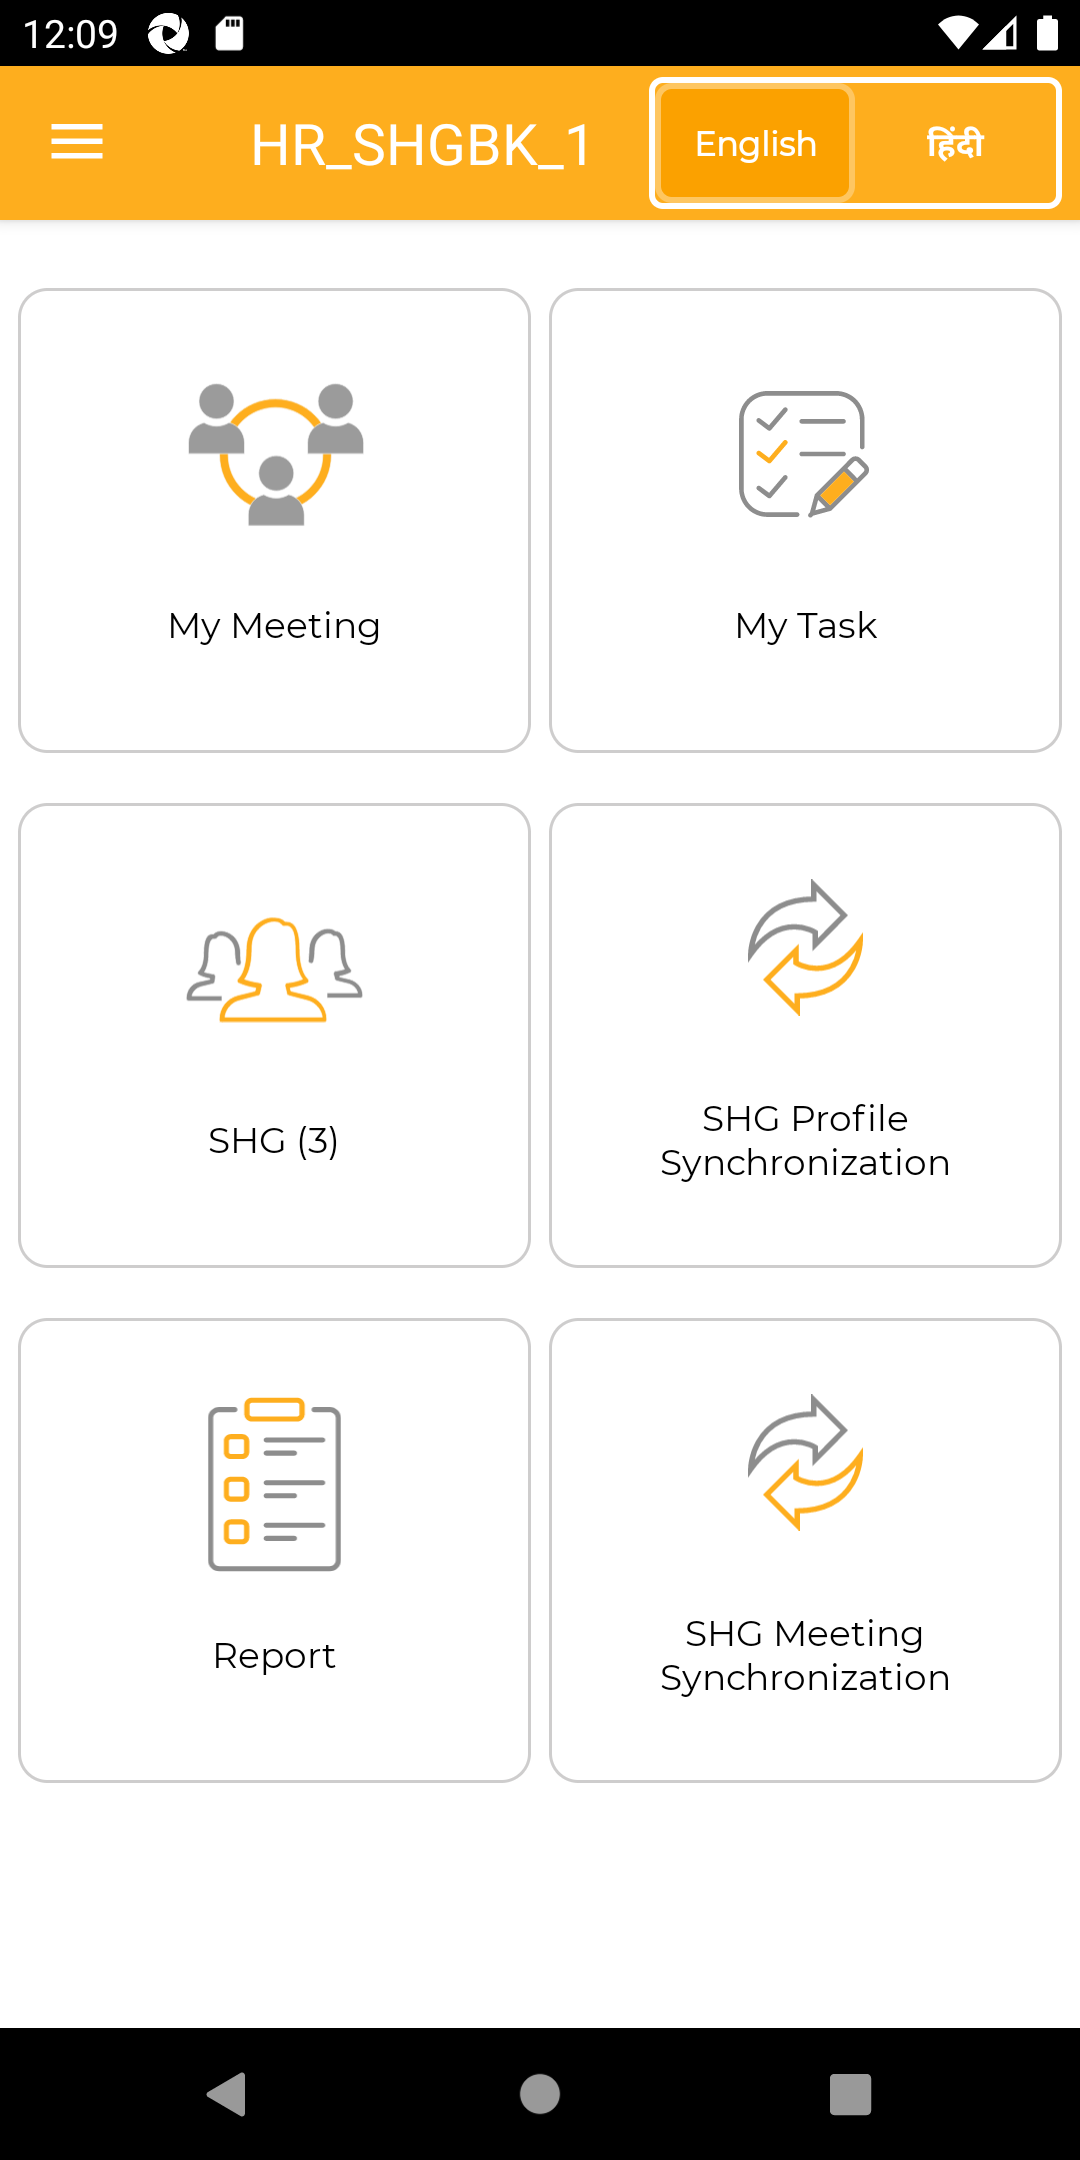 12:09
HR_SHGBK_1
English
हिंदी
My Meeting
My Task
SHG (3)
SHG Profile
Synchronization
Report
SHG Meeting
Synchronization